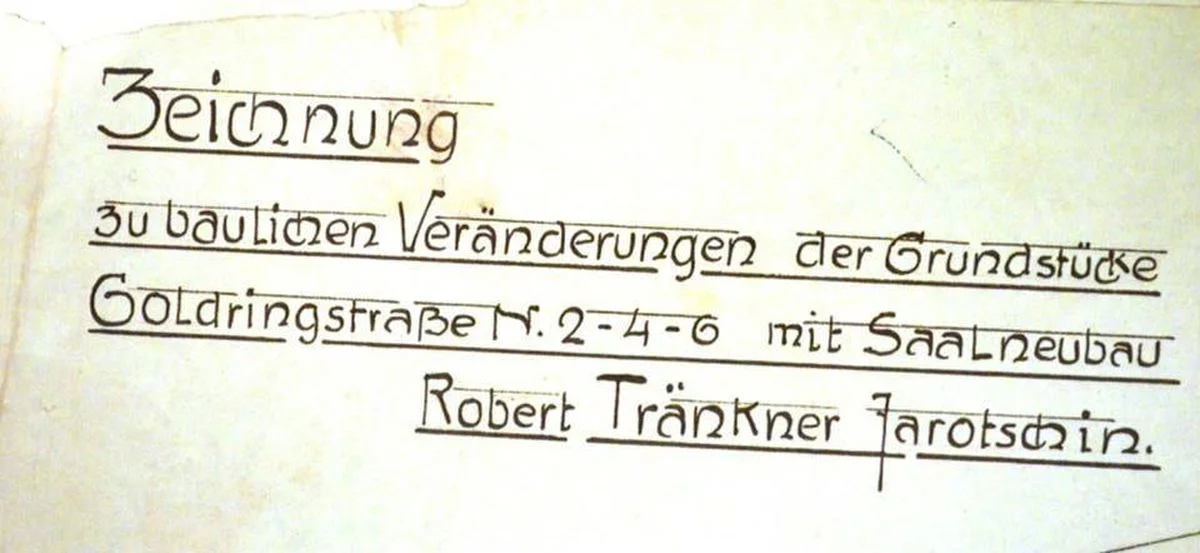 Zeichnung
zu baulichen Veränderungen der Grundstücke
Goldringstraße N. 2-4-6 mit Saalneubau
Robert Tränkner Jarotschin.